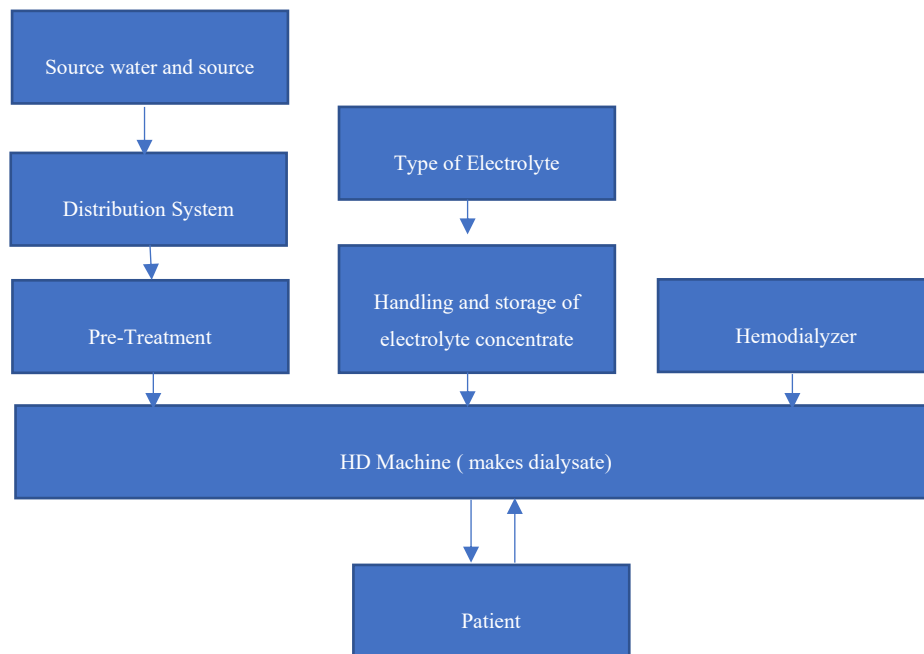 Source water and source
Distribution System
Pre-Treatment
Type of Electrolyte
Handling and storage of
electrolyte concentrate
Hemodialyzer
HD Machine ( makes dialysate)
Patient